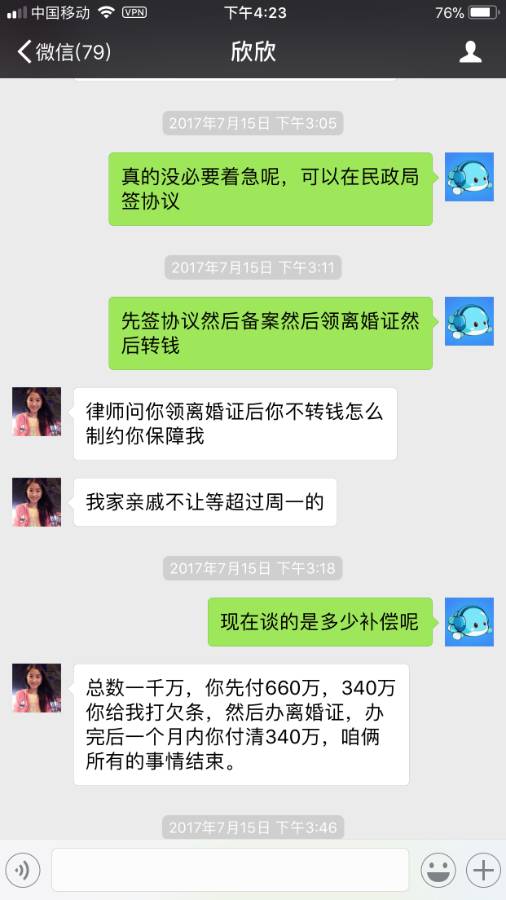 中国移动 VPN 下午4:23 76%
微信(79) 欣欣
2017年7月15日 下午3:05
真的没必要着急呢，可以在民政局
签协议
2017年7月15日 下午3:11
先签协议然后备案然后领离婚证然
后转钱
律师问你领离婚证后你不转钱怎么
制约你保障我
我家亲戚不让等超过周一的
2017年7月15日 下午3:18
现在谈的是多少补偿呢
总数一千万，你先付660万，340万
你给我打欠条，然后办离婚证，办
完后一个月内你付清340万，咱俩
所有的事情结束。
2017年7月15日 下午3:46